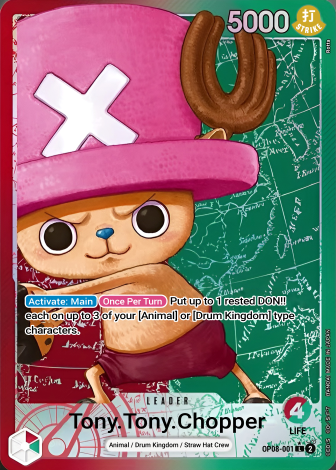 5000
打
STRIKE
Activate: Main Once Per Turn Put up to 1 rested DON!!
each on up to 3 of your [Animal] or [Drum Kingdom] type
characters.
LEADER
Tony.Tony.Chopper
Animal / Drum Kingdom / Straw Hat Crew
4
LIFE
OP08-001 L 2